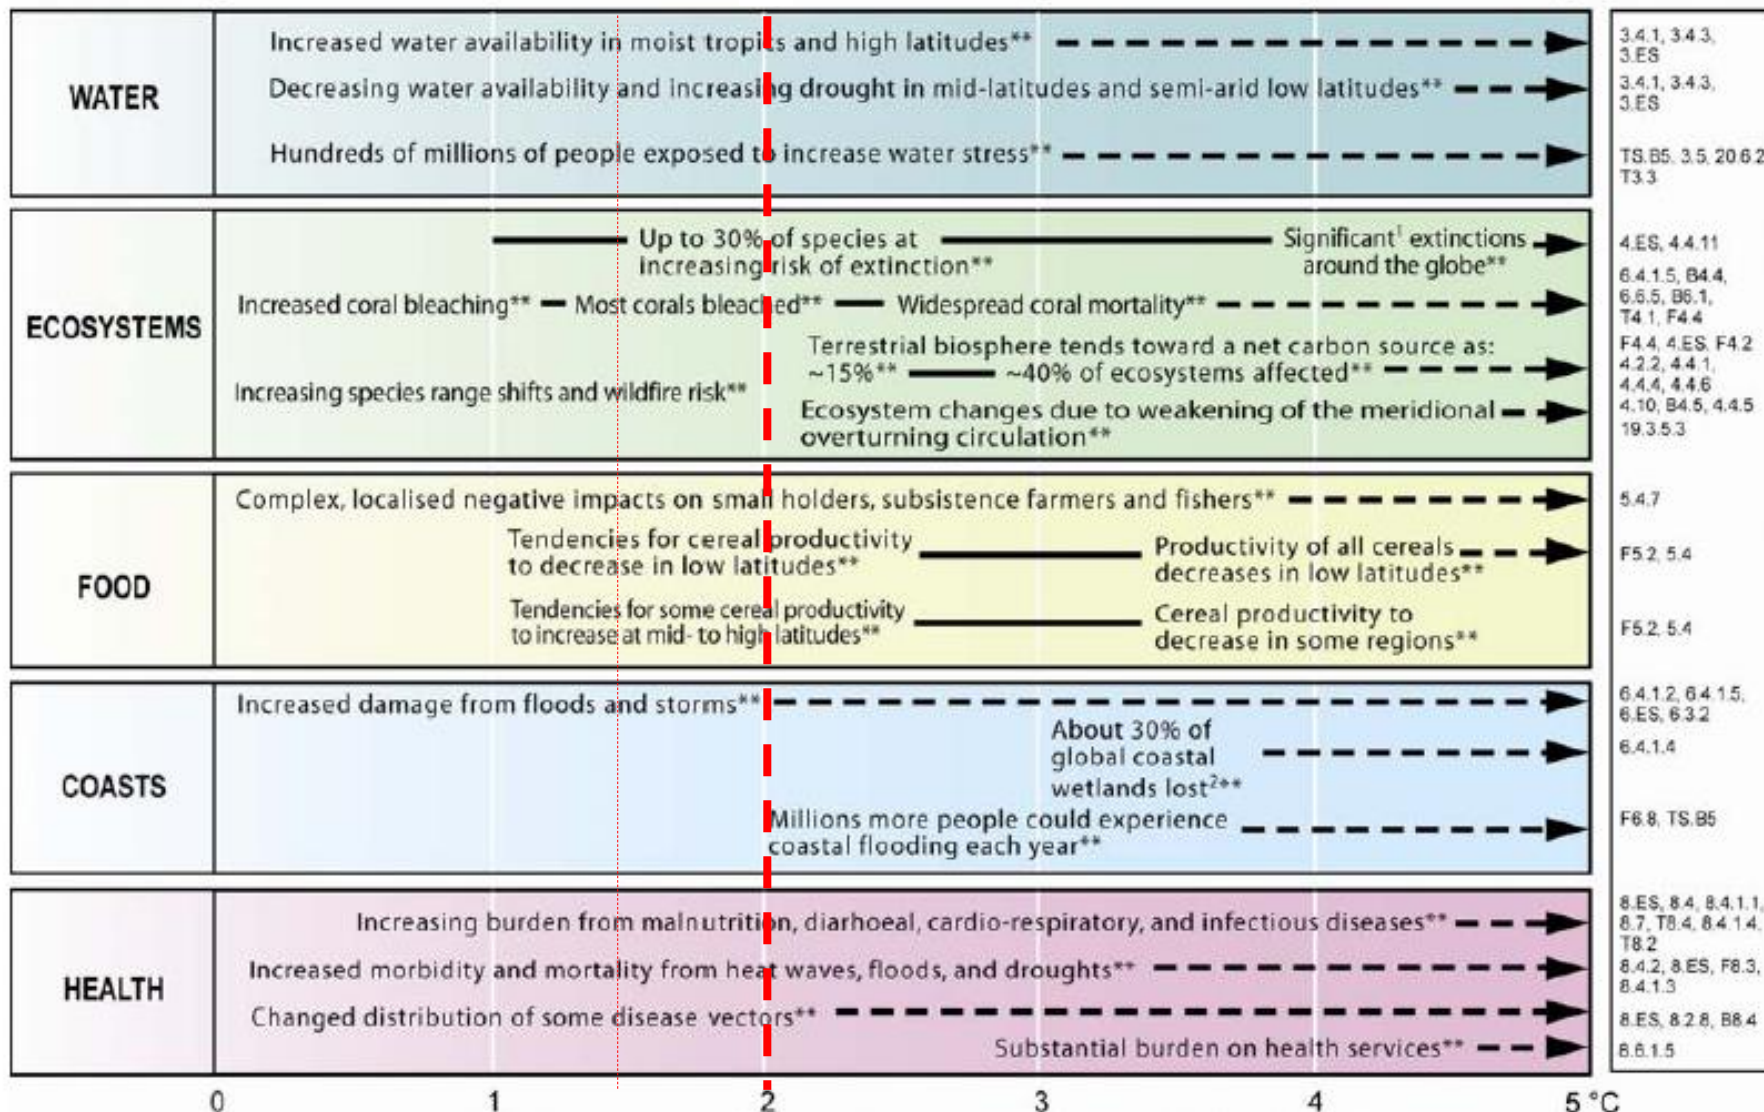 WATER
Increased water availability in moist tropics and high latitudes**
3.4.1, 3.4.3,
3.ES
Decreasing water availability and increasing drought in mid-latitudes and semi-arid low latitudes**
3.4.1, 3.4.3,
3.ES
Hundreds of millions of people exposed to increase water stress**
TS.B5, 3.5, 20.6.2
T3.3
ECOSYSTEMS
Up to 30% of species at
increasing risk of extinction**
Significant¹ extinctions
around the globe**
4.ES, 4.4.11
Increased coral bleaching**
Most corals bleached**
Widespread coral mortality**
6.4.1.5, B4.4,
6.6.5, B6.1,
T4.1, F4.4
Terrestrial biosphere tends toward a net carbon source as:
~15%**
~40% of ecosystems affected**
F4.4, 4.ES, F4.2
4.2.2, 4.4.1,
4.4.4, 4.4.6
Increasing species range shifts and wildfire risk**
Ecosystem changes due to weakening of the meridional
overturning circulation**
4.10, B4.5, 4.4.5
19.3.5.3
FOOD
Complex, localised negative impacts on small holders, subsistence farmers and fishers**
5.4.7
Tendencies for cereal productivity
to decrease in low latitudes**
Productivity of all cereals
decreases in low latitudes**
F5.2, 5.4
Tendencies for some cereal productivity
to increase at mid- to high latitudes**
Cereal productivity to
decrease in some regions**
F5.2, 5.4
COASTS
Increased damage from floods and storms**
6.4.1.2, 6.4.1.5,
6.ES, 6.3.2
About 30% of
global coastal
wetlands lost²**
6.4.1.4
Millions more people could experience
coastal flooding each year**
F6.8, TS.B5
HEALTH
Increasing burden from malnutrition, diarhoeal, cardio-respiratory, and infectious diseases**
8.ES, 8.4, 8.4.1.1,
8.7, T8.4, 8.4.1.4,
T8.2
Increased morbidity and mortality from heat waves, floods, and droughts**
8.4.2, 8.ES, F8.3,
8.4.1.3
Changed distribution of some disease vectors**
8.ES, 8.2.8, B8.4
Substantial burden on health services**
8.6.1.5
0 1 2 3 4 5 °C